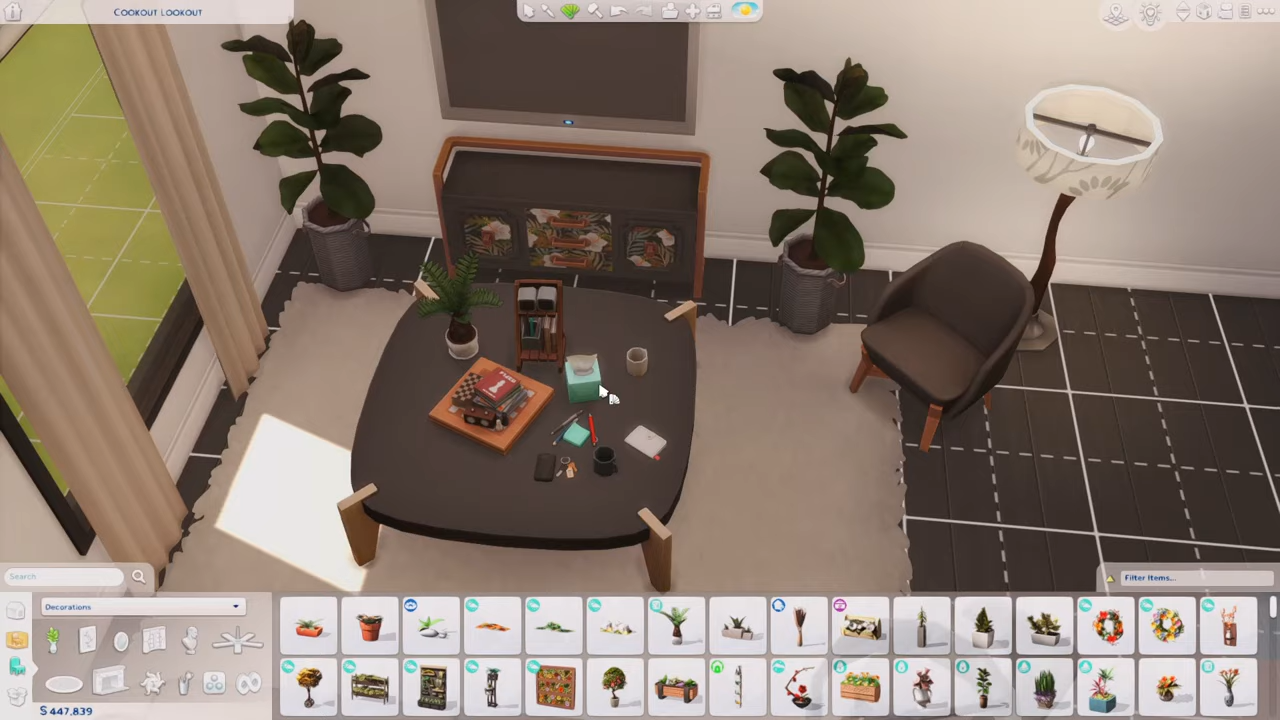 Cookout Lookout
Search
Filter Items...
Decorations
$447,839